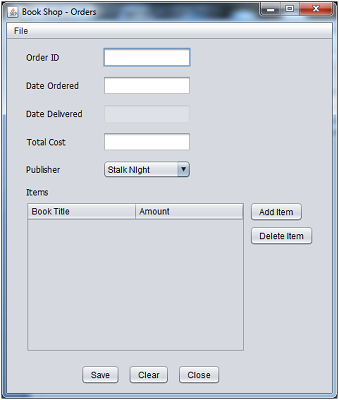 Book Shop - Orders
File
Order ID
Date Ordered
Date Delivered
Total Cost
Publisher Stalk NIght
Items
Book Title Amount Add Item
Delete Item
Save Clear Close